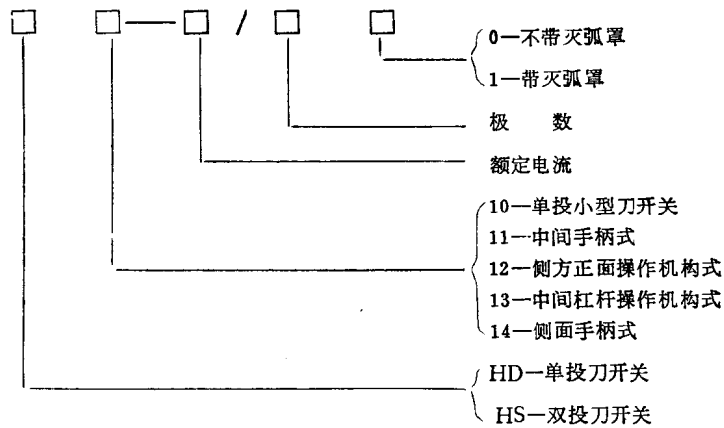 □ □—□ / □ □
0—不带灭弧罩
1—带灭弧罩
极 数
额定电流
10—单投小型刀开关
11—中间手柄式
12—侧方正面操作机构式
13—中间杠杆操作机构式
14—侧面手柄式
HD—单投刀开关
HS—双投刀开关